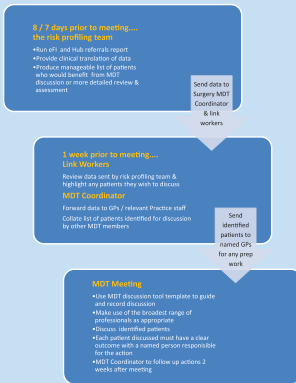 8 / 7 days prior to meeting....
the risk profiling team
•Run eFI and Hub referrals report
•Provide clinical translation of data
•Produce manageable list of patients
who would benefit from MDT
discussion or more detailed review &
assessment
Send data to
Surgery MDT
Coordinator
& link
workers
1 week prior to meeting....
Link Workers
Review data sent by risk profiling team &
highlight any patients they wish to discuss
MDT Coordinator
Forward data to GPs / relevant Practice staff
Collate list of patients identified for discussion
by other MDT members
Send
identified
patients to
named GPs
for any prep
work
MDT Meeting
•Use MDT discussion tool template to guide
and record discussion
•Make use of the broadest range of
professionals as appropriate
•Discuss identified patients
•Each patient discussed must have a clear
outcome with a named person responisible
for the action
•MDT Coordinator to follow up actions 2
weeks after meeting